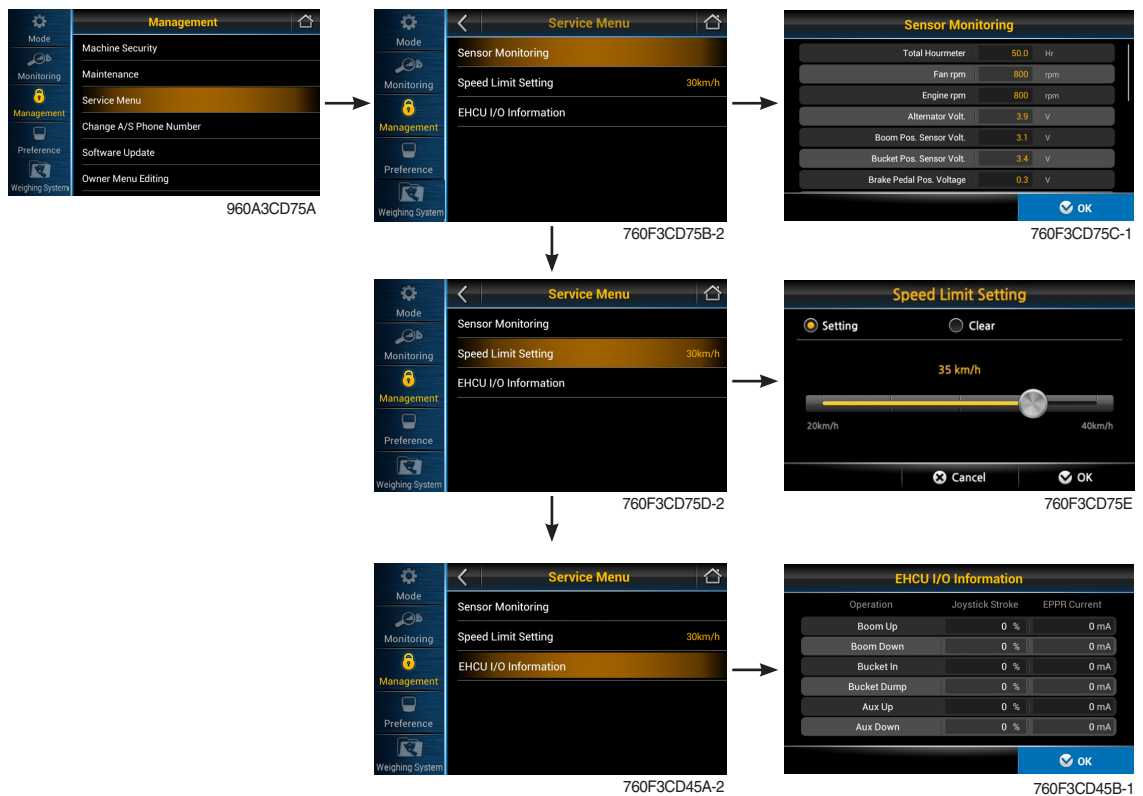 Management
Mode
Monitoring
Management
Preference
Weighing System
Machine Security
Maintenance
Service Menu
Change A/S Phone Number
Software Update
Owner Menu Editing
960A3CD75A
Service Menu
Mode
Monitoring
Management
Preference
Weighing System
Sensor Monitoring
Speed Limit Setting 30km/h
EHCU I/O Information
760F3CD75B-2
Sensor Monitoring
Total Hourmeter 50.0 Hr
Fan rpm 800 rpm
Engine rpm 800 rpm
Alternator Volt. 3.9 V
Boom Pos. Sensor Volt. 3.1 V
Bucket Pos. Sensor Volt. 3.4 V
Brake Pedal Pos. Voltage 0.3 V
OK
760F3CD75C-1
Service Menu
Mode
Monitoring
Management
Preference
Weighing System
Sensor Monitoring
Speed Limit Setting 30km/h
EHCU I/O Information
760F3CD75D-2
Speed Limit Setting
Setting Clear
35 km/h
20km/h 40km/h
Cancel OK
760F3CD75E
Service Menu
Mode
Monitoring
Management
Preference
Weighing System
Sensor Monitoring
Speed Limit Setting 30km/h
EHCU I/O Information
760F3CD45A-2
EHCU I/O Information
Operation Joystick Stroke EPPR Current
Boom Up 0 % 0 mA
Boom Down 0 % 0 mA
Bucket In 0 % 0 mA
Bucket Dump 0 % 0 mA
Aux Up 0 % 0 mA
Aux Down 0 % 0 mA
OK
760F3CD45B-1